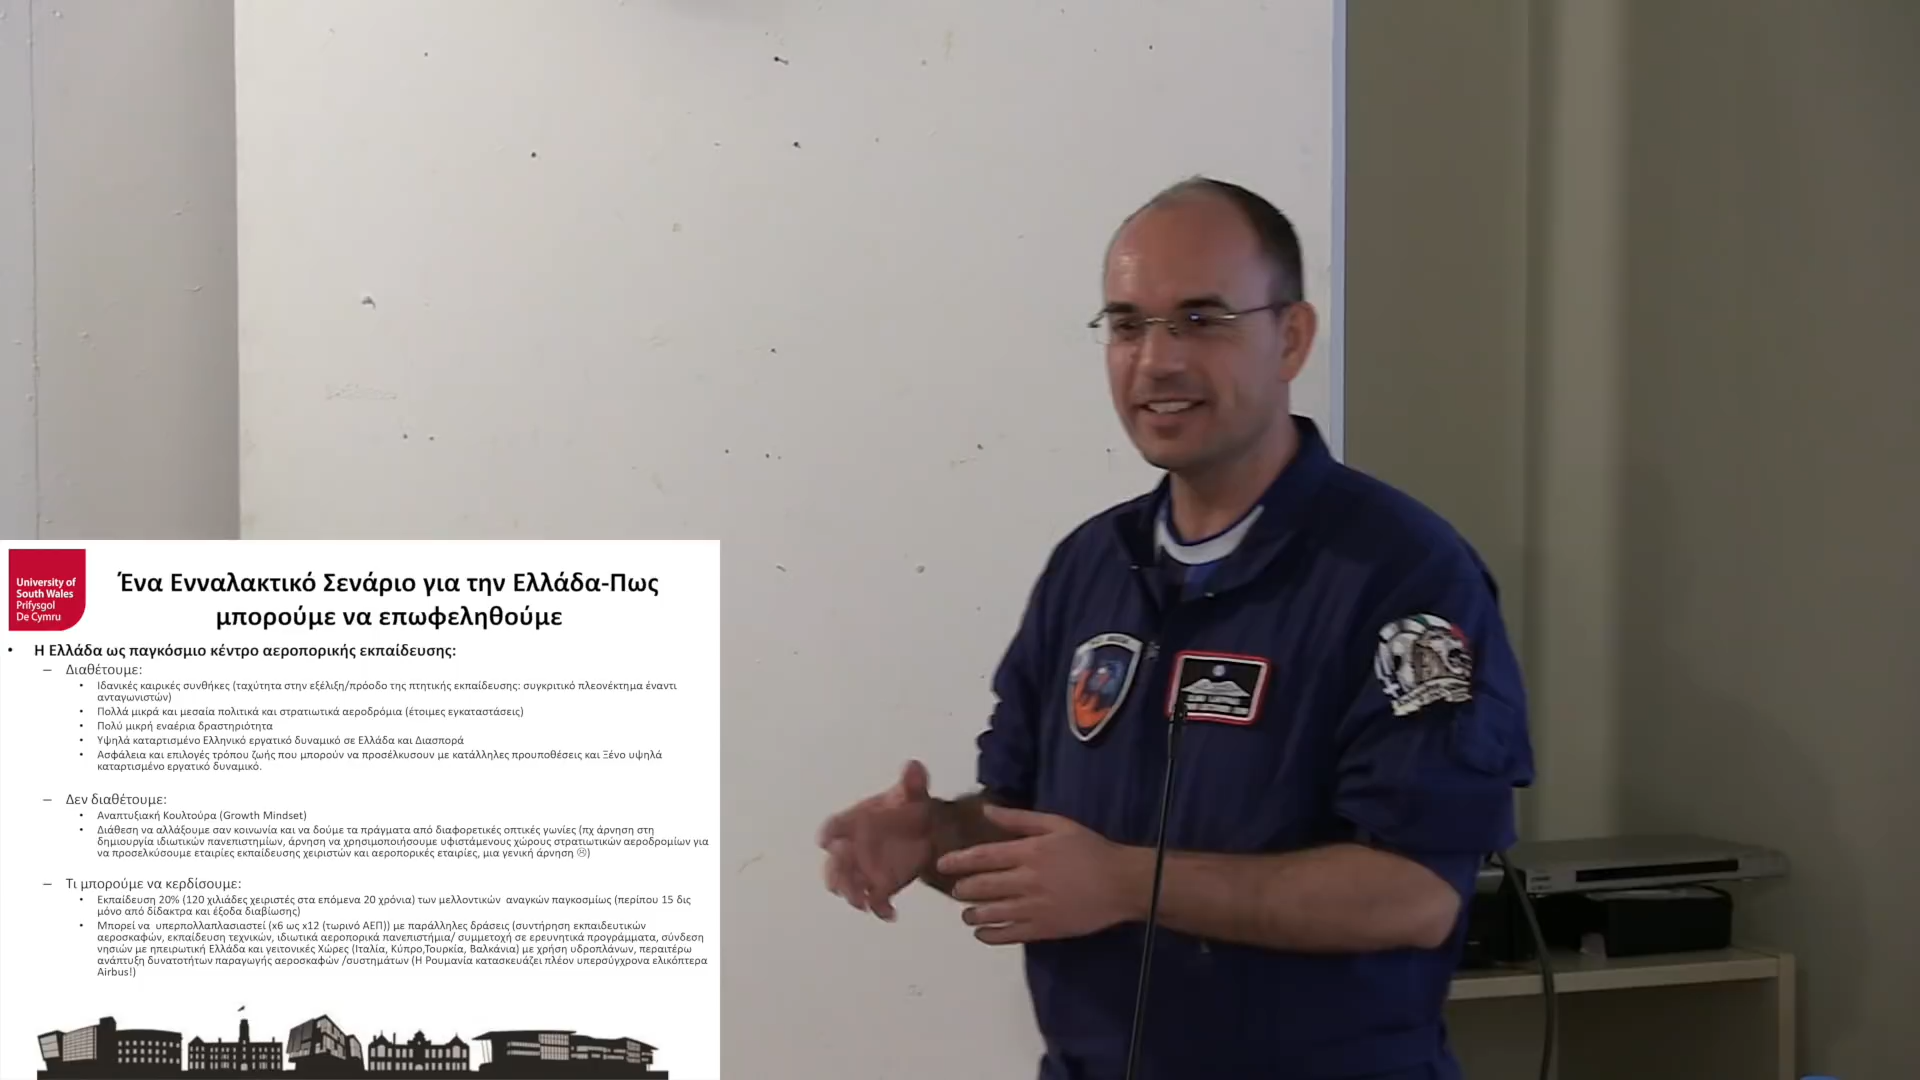 University of
South Wales
Prifysgol
De Cymru
Ένα Ενναλακτικό Σενάριο για την Ελλάδα-Πως
μπορούμε να επωφεληθούμε
• Η Ελλάδα ως παγκόσμιο κέντρο αεροπορικής εκπαίδευσης:
– Διαθέτουμε:
• Ιδανικές καιρικές συνθήκες (ταχύτητα στην εξέλιξη/πρόοδο της πτητικής εκπαίδευσης: συγκριτικό πλεονέκτημα έναντι
ανταγωνιστών)
• Πολλά μικρά και μεσαία πολιτικά και στρατιωτικά αεροδρόμια (έτοιμες εγκαταστάσεις)
• Πολύ μικρή εναέρια δραστηριότητα
• Υψηλά καταρτισμένο Ελληνικό εργατικό δυναμικό σε Ελλάδα και Διασπορά
• Ασφάλεια και επιλογές τρόπου ζωής που μπορούν να προσέλκυσουν με κατάλληλες προυποθέσεις και Ξένο υψηλά
καταρτισμένο εργατικό δυναμικό.
– Δεν διαθέτουμε:
• Αναπτυξιακή Κουλτούρα (Growth Mindset)
• Διάθεση να αλλάξουμε σαν κοινωνία και να δούμε τα πράγματα από διαφορετικές οπτικές γωνίες (πχ άρνηση στη
δημιουργία ιδιωτικών πανεπιστημίων, άρνηση να χρησιμοποιήσουμε υφιστάμενους χώρους στρατιωτικών αεροδρομίων για
να προσελκύσουμε εταιρίες εκπαίδευσης χειριστών και αεροπορικές εταιρίες, μια γενική άρνηση ☹)
– Τι μπορούμε να κερδίσουμε:
• Εκπαίδευση 20% (120 χιλιάδες χειριστές στα επόμενα 20 χρόνια) των μελλοντικών αναγκών παγκοσμίως (περίπου 15 δις
μόνο από δίδακτρα και έξοδα διαβίωσης)
• Μπορεί να υπερπολλαπλασιαστεί (x6 ως x12 (τωρινό ΑΕΠ)) με παράλληλες δράσεις (συντήρηση εκπαιδευτικών
αεροσκαφών, εκπαίδευση τεχνικών, ιδιωτικά αεροπορικά πανεπιστήμια/ συμμετοχή σε ερευνητικά προγράμματα, σύνδεση
νησιών με ηπειρωτική Ελλάδα και γειτονικές Χώρες (Ιταλία, Κύπρο,Τουρκία, Βαλκάνια) με χρήση υδροπλάνων, περαιτέρω
ανάπτυξη δυνατοτήτων παραγωγής αεροσκαφών /συστημάτων (Η Ρουμανία κατασκευάζει πλέον υπερσύγχρονα ελικόπτερα
Airbus!)